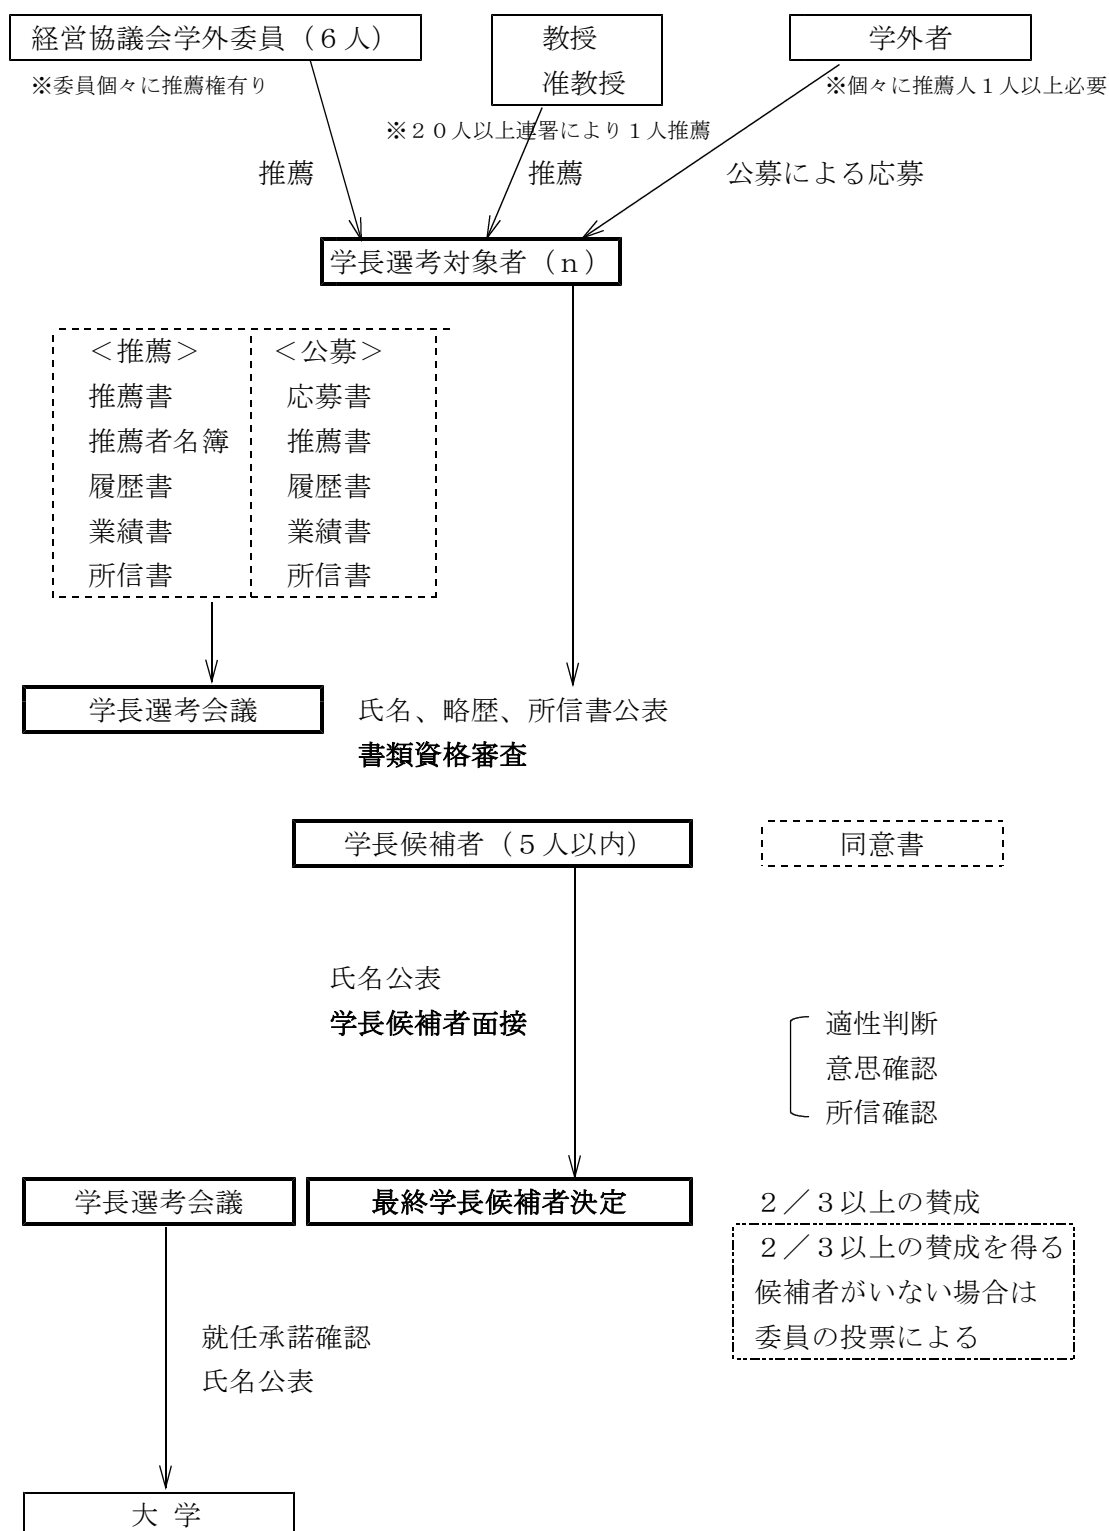 経営協議会学外委員(6人)
※委員個々に推薦権有り
教授
准教授
※20人以上連署により1人推薦
学外者
※個々に推薦人1人以上必要
推薦
推薦
公募による応募
学長選考対象者(n)
<推薦>
推薦書
推薦者名簿
履歴書
業績書
所信書
<公募>
応募書
推薦書
履歴書
業績書
所信書
学長選考会議
氏名、略歴、所信書公表
書類資格審査
学長候補者(5人以内)
同意書
氏名公表
学長候補者面接
適性判断
意思確認
所信確認
学長選考会議
最終学長候補者決定
2/3以上の賛成
2/3以上の賛成を得る
候補者がいない場合は
委員の投票による
就任承諾確認
氏名公表
大 学